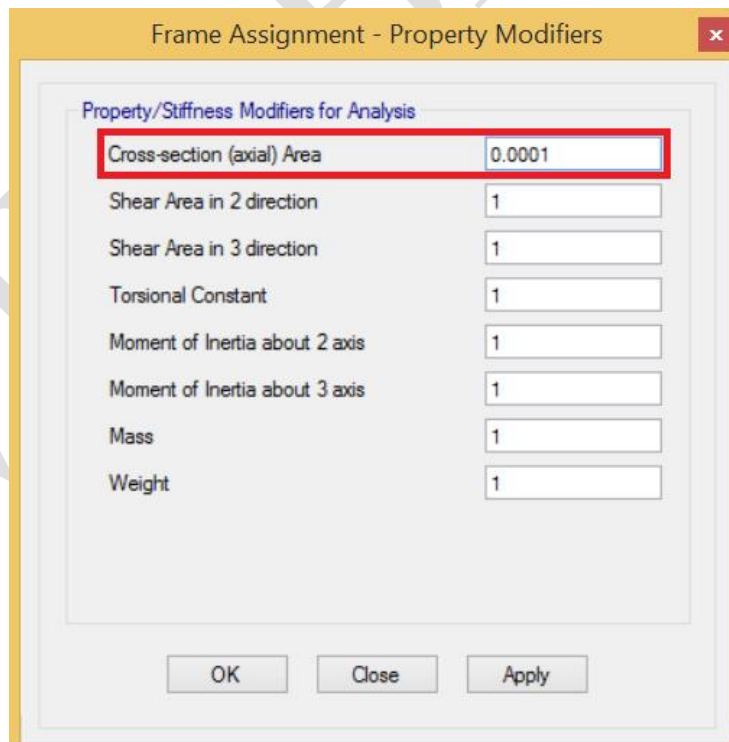 Frame Assignment - Property Modifiers
Property/Stiffness Modifiers for Analysis
Cross-section (axial) Area 0.0001
Shear Area in 2 direction 1
Shear Area in 3 direction 1
Torsional Constant 1
Moment of Inertia about 2 axis 1
Moment of Inertia about 3 axis 1
Mass 1
Weight 1
OK Close Apply